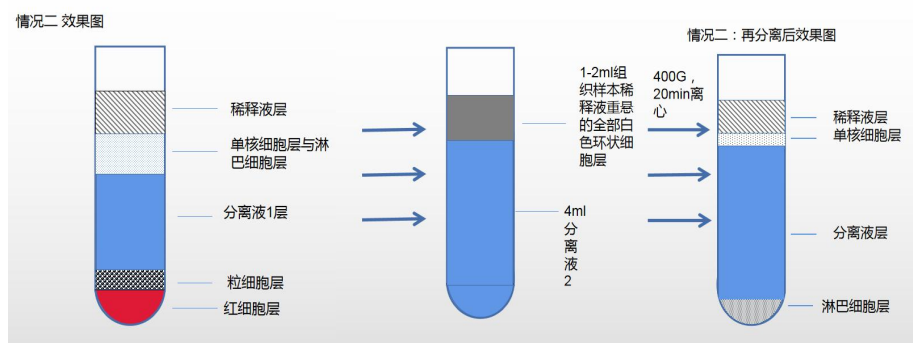 情况二 效果图
稀释液层
单核细胞层与淋
巴细胞层
分离液1层
粒细胞层
红细胞层
1-2ml组
织样本稀
释液重悬
的全部白
色环状细
胞层
4ml
分
离
液
2
400G，
20min离
心
情况二：再分离后效果图
稀释液层
单核细胞层
分离液层
淋巴细胞层